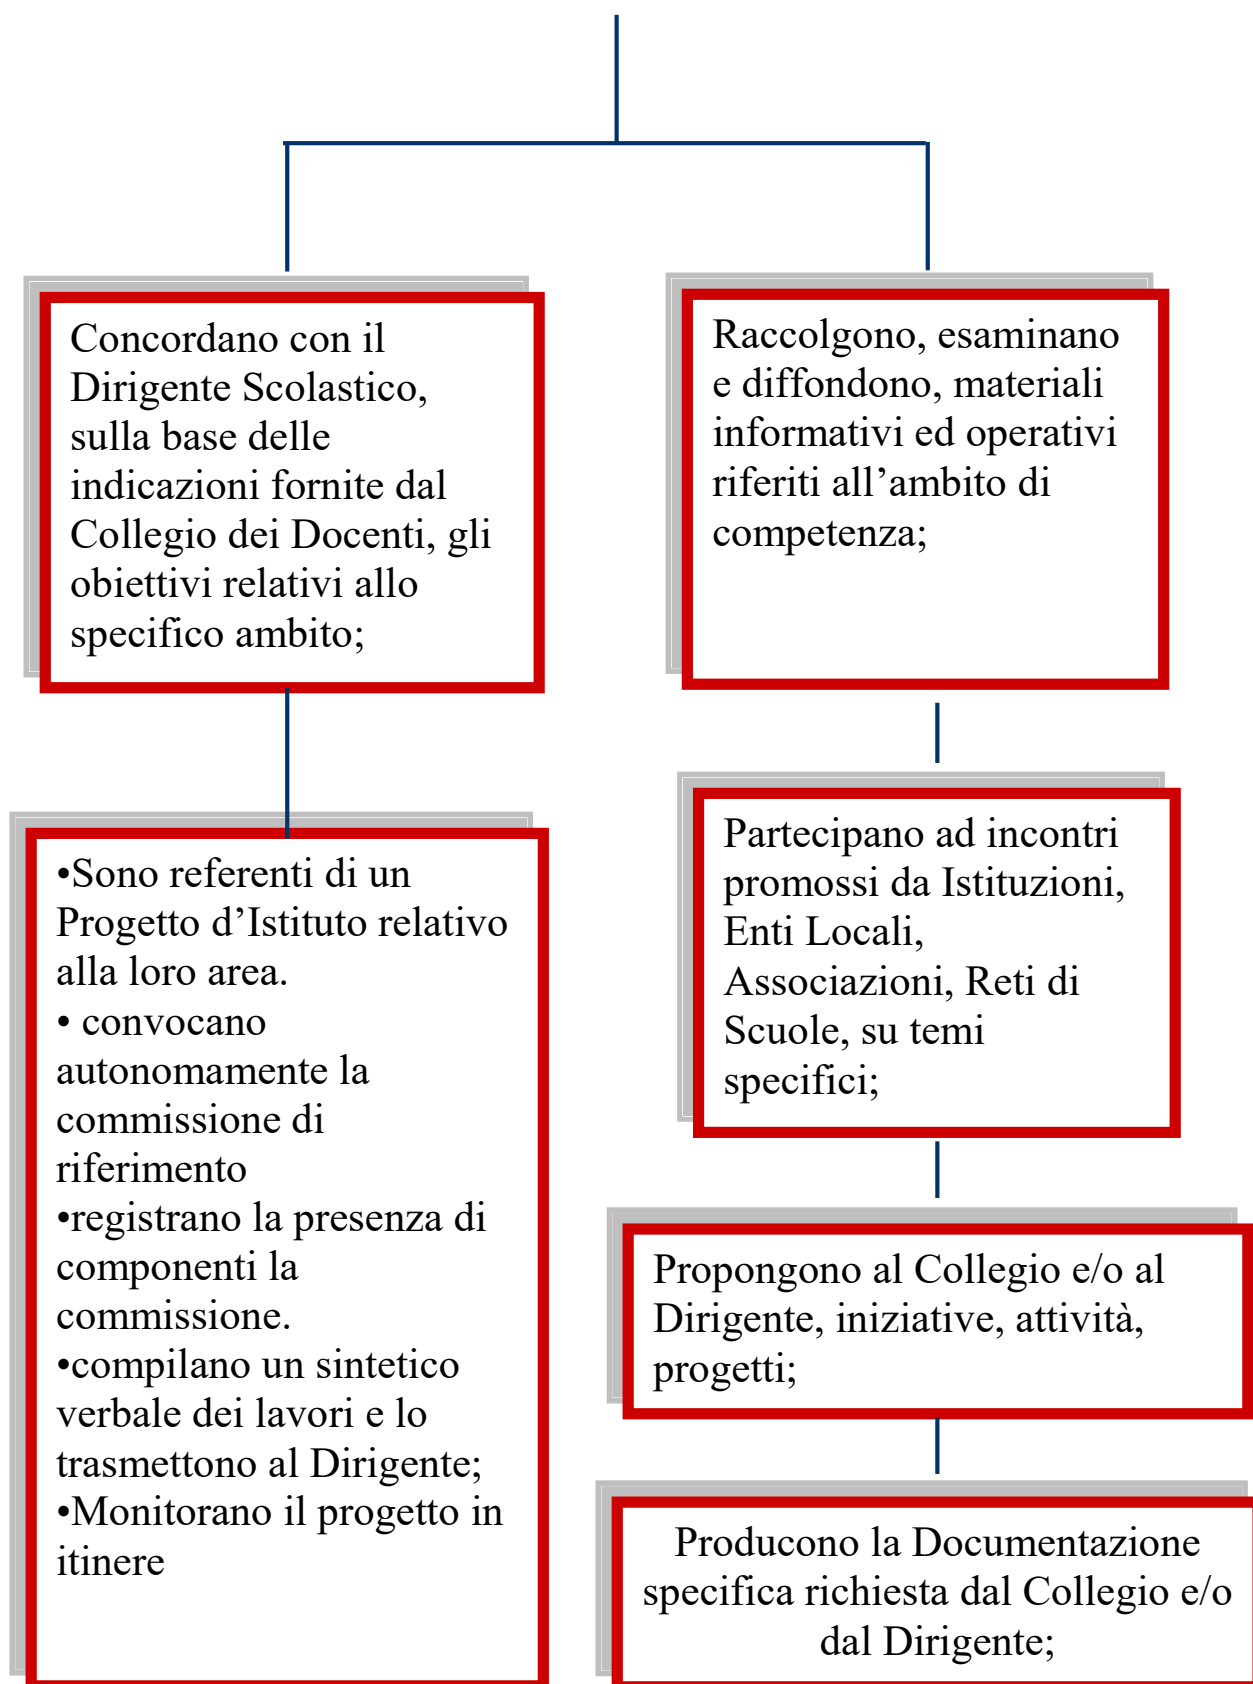 Concordano con il
Dirigente Scolastico,
sulla base delle
indicazioni fornite dal
Collegio dei Docenti, gli
obiettivi relativi allo
specifico ambito;
•Sono referenti di un
Progetto d’Istituto relativo
alla loro area.
• convocano
autonomamente la
commissione di
riferimento
•registrano la presenza di
componenti la
commissione.
•compilano un sintetico
verbale dei lavori e lo
trasmettono al Dirigente;
•Monitorano il progetto in
itinere
Raccolgono, esaminano
e diffondono, materiali
informativi ed operativi
riferiti all’ambito di
competenza;
Partecipano ad incontri
promossi da Istituzioni,
Enti Locali,
Associazioni, Reti di
Scuole, su temi
specifici;
Propongono al Collegio e/o al
Dirigente, iniziative, attività,
progetti;
Producono la Documentazione
specifica richiesta dal Collegio e/o
dal Dirigente;